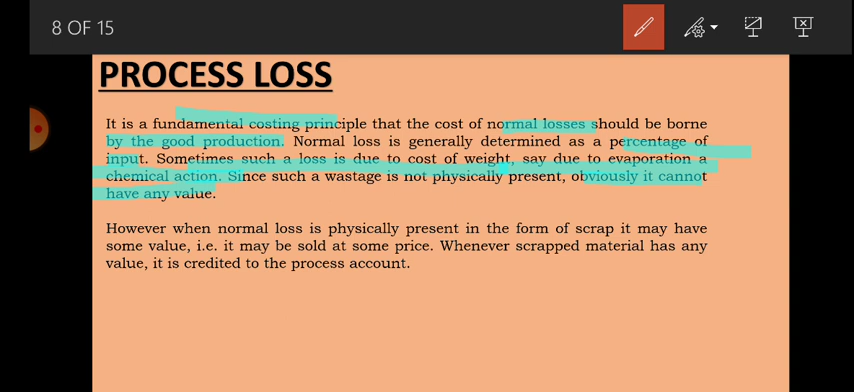 8 OF 15
PROCESS LOSS
It is a fundamental costing principle that the cost of normal losses should be borne
by the good production. Normal loss is generally determined as a percentage of
input. Sometimes such a loss is due to cost of weight, say due to evaporation a
chemical action. Since such a wastage is not physically present, obviously it cannot
have any value.
However when normal loss is physically present in the form of scrap it may have
some value, i.e. it may be sold at some price. Whenever scrapped material has any
value, it is credited to the process account.